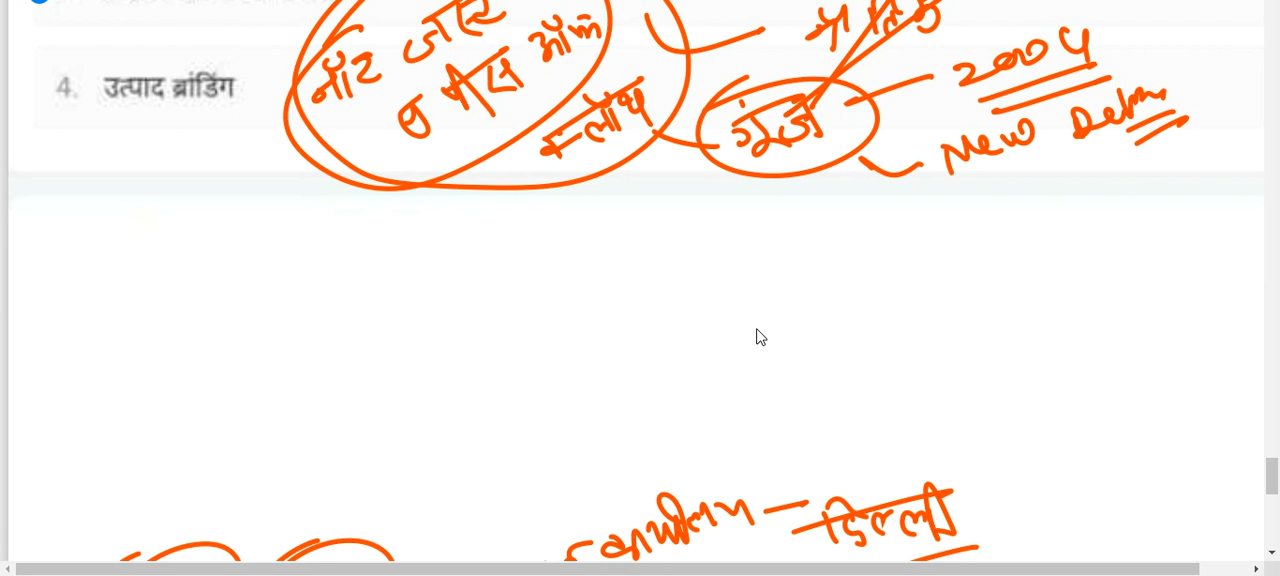 4. उत्पाद ब्रांडिंग
नॉट जस्ट
व पीस ऑफ
क्लॉथ
गूंज
2004
New Delhi
कार्यालय - दिल्ली